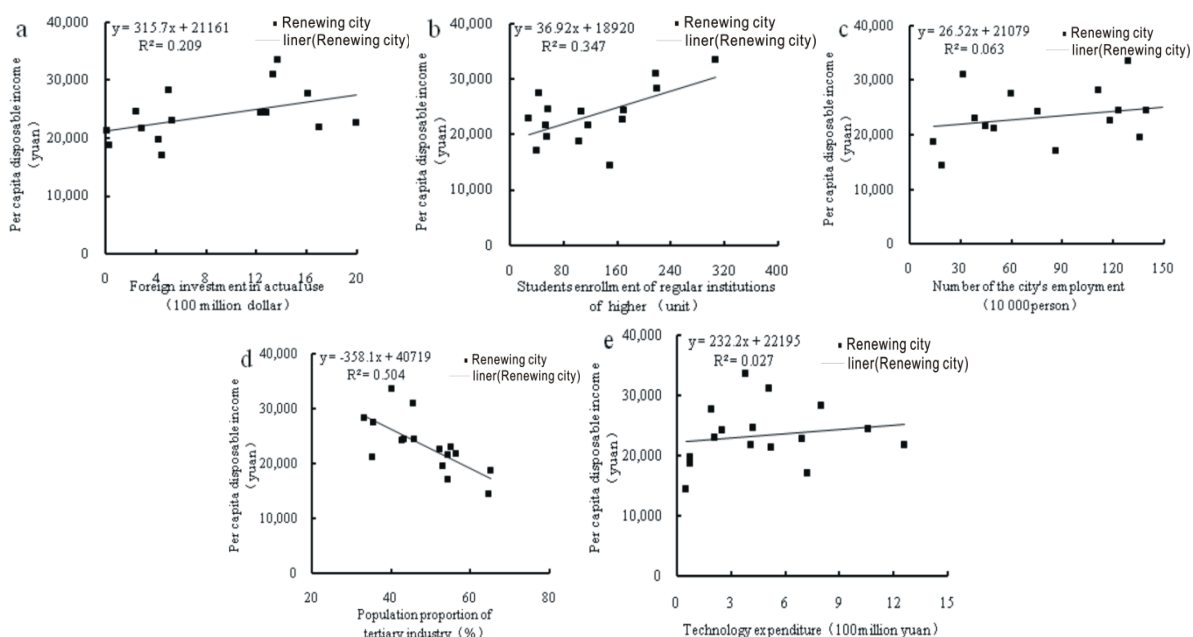 a
Per capita disposable income
(yuan)
40,000
30,000
20,000
10,000
0
y= 315.7x + 21161
R²= 0.209
Renewing city
liner(Renewing city)
0 4 8 12 16 20
Foreign investment in actual use
(100 million dollar)
b
Per capita disposable income
(yuan)
40,000
30,000
20,000
10,000
0
y= 36.92x + 18920
R²= 0.347
Renewing city
liner(Renewing city)
0 80 160 240 320 400
Students enrollment of regular institutions
of higher (unit)
c
Per capita disposable income
(yuan)
40,000
30,000
20,000
10,000
0
y= 26.52x + 21079
R²= 0.063
Renewing city
liner(Renewing city)
0 30 60 90 120 150
Number of the city's employment
(10 000person)
d
Per capita disposable income
(yuan)
40,000
30,000
20,000
10,000
0
y= -358.1x + 40719
R²= 0.504
Renewing city
liner(Renewing city)
20 40 60 80
Population proportion of
tertiary industry (%)
e
Per capita disposable income
(yuan)
40,000
30,000
20,000
10,000
0
y= 232.2x + 22195
R²= 0.027
Renewing city
liner(Renewing city)
0 3 6 9 12 15
Technology expenditure (100million yuan)